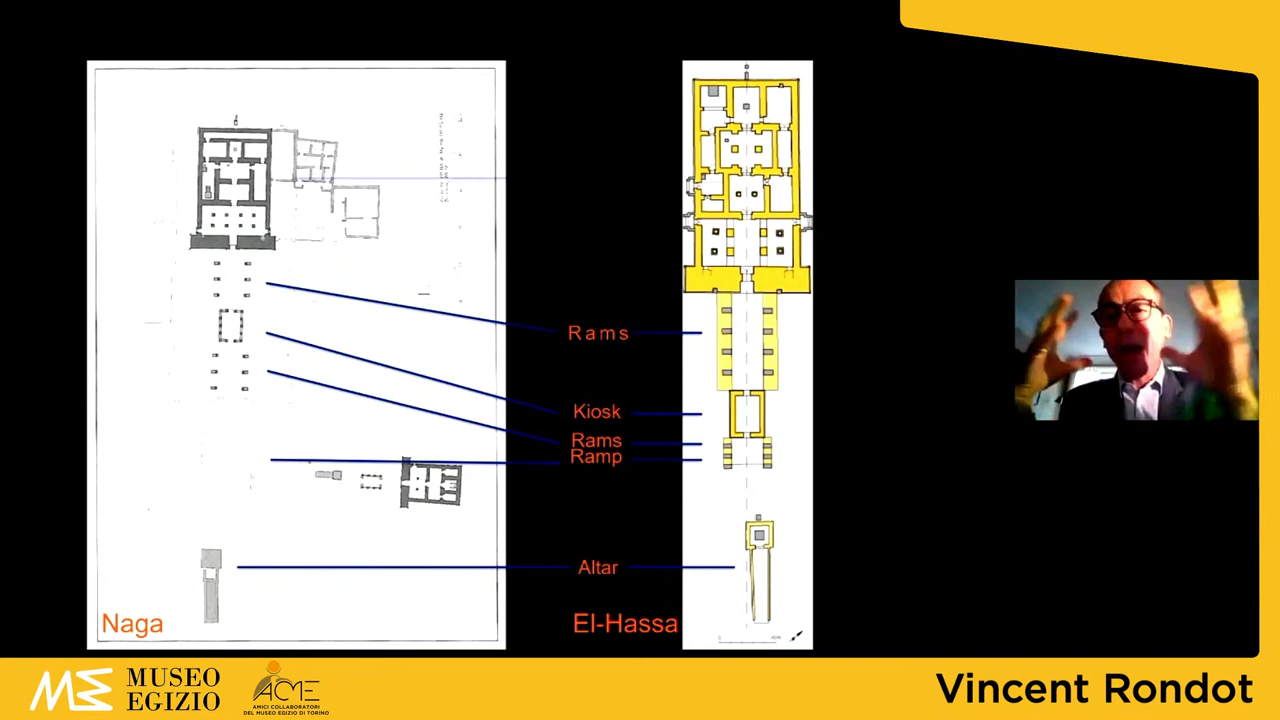 Rams
Kiosk
Rams
Ramp
Altar
Naga
El-Hassa
MUSEO
EGIZIO
ACME
AMICI COLLABORATORI
DEL MUSEO EGIZIO DI TORINO
Vincent Rondot